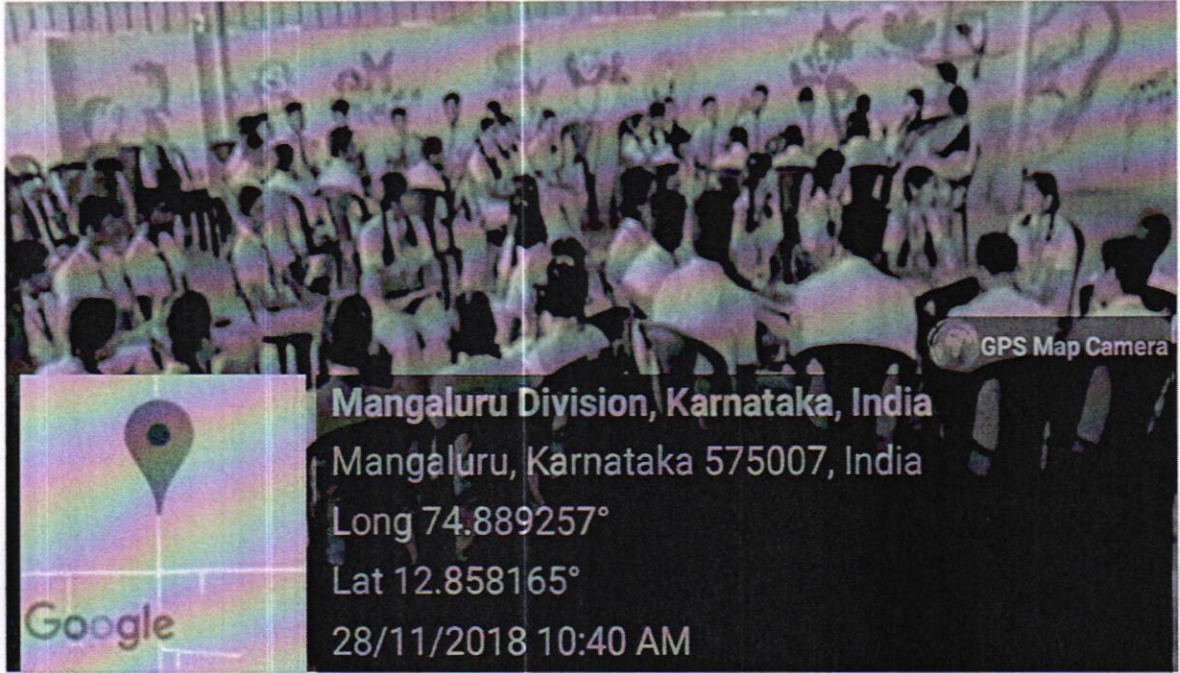 GPS Map Camera
Mangaluru Division, Karnataka, India
Mangaluru, Karnataka 575007, India
Long 74.889257°
Lat 12.858165°
28/11/2018 10:40 AM
Google